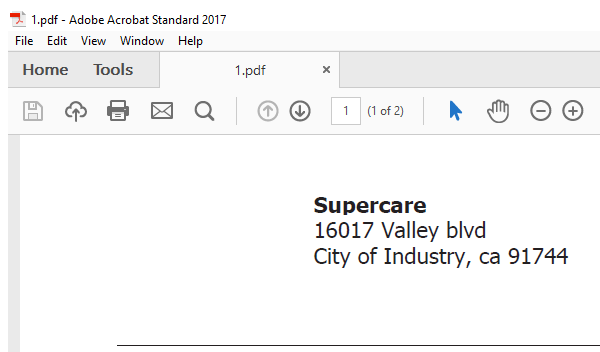 1.pdf - Adobe Acrobat Standard 2017
File Edit View Window Help
Home Tools 1.pdf ×
1 (1 of 2)
Supercare
16017 Valley blvd
City of Industry, ca 91744